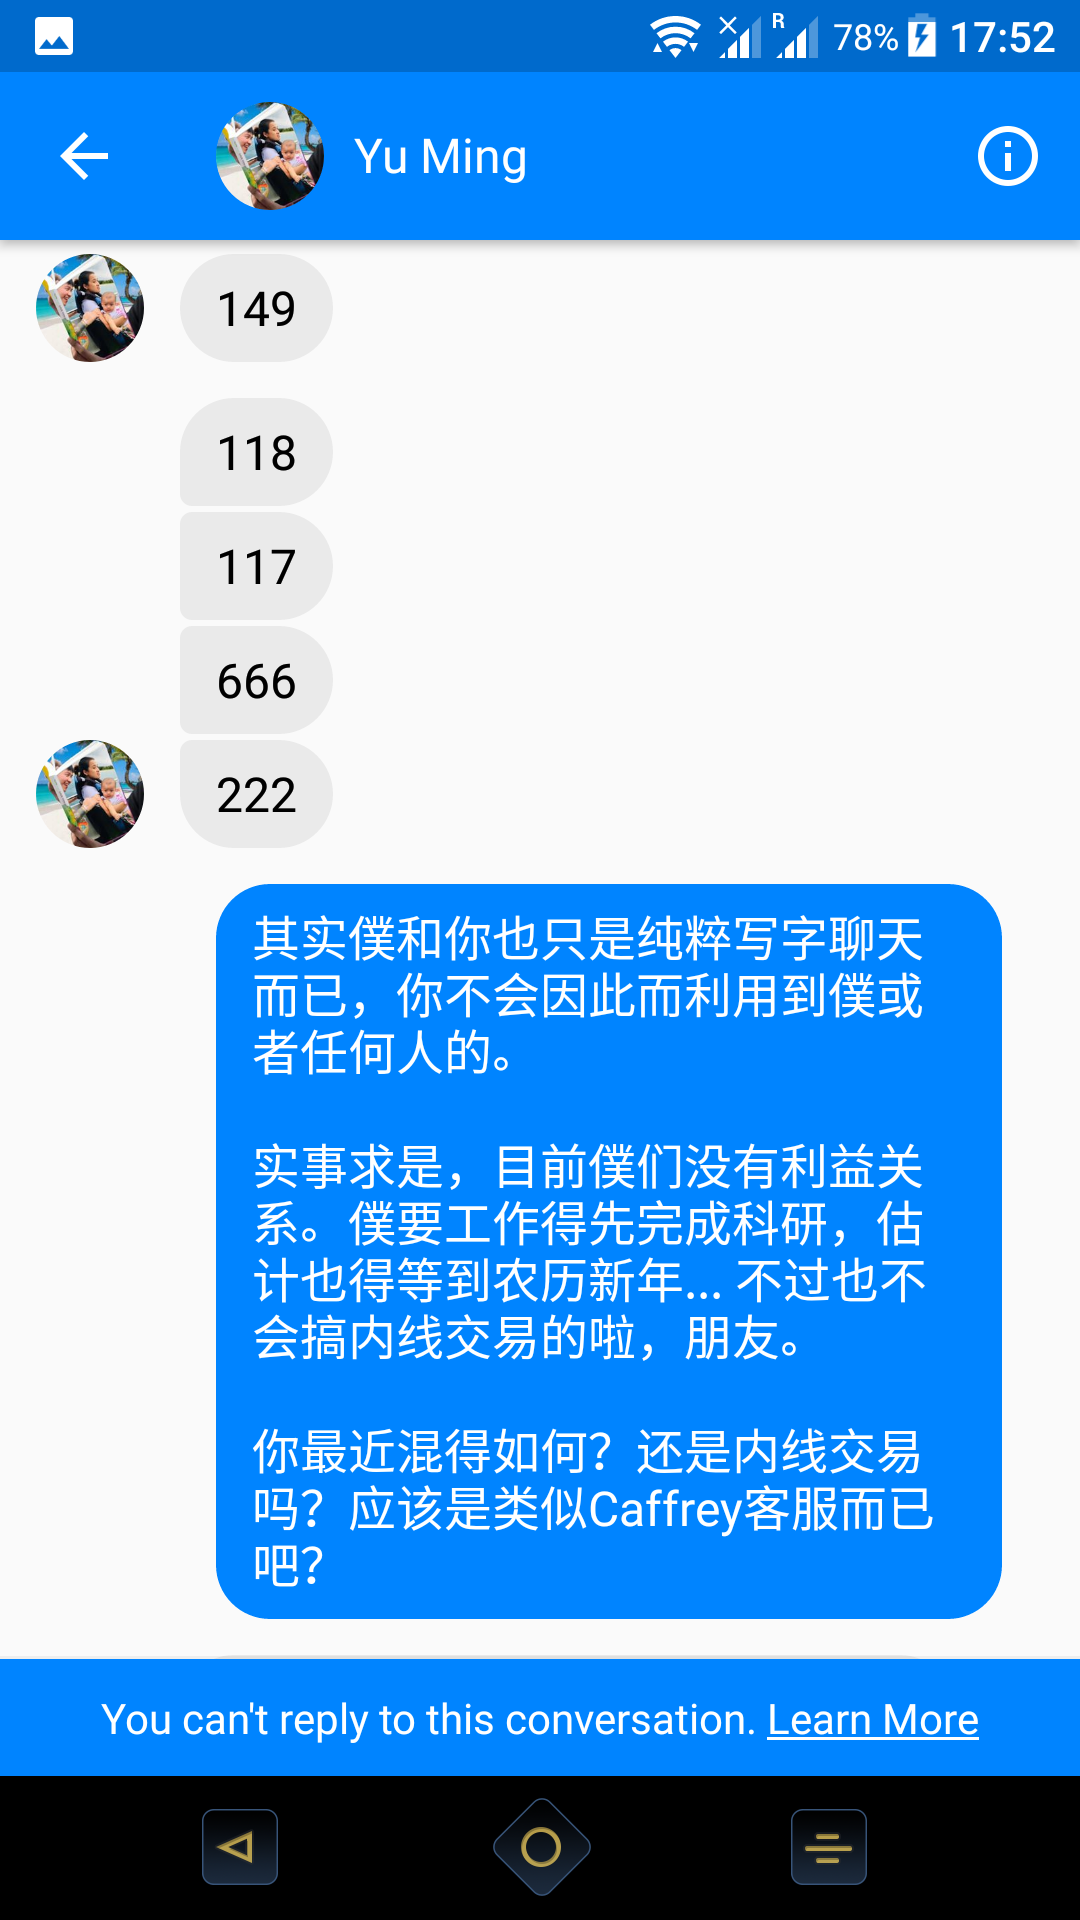 R 78% 17:52
Yu Ming
149
118
117
666
222
其实僕和你也只是纯粹写字聊天
而已，你不会因此而利用到僕或
者任何人的。
实事求是，目前僕们没有利益关
系。僕要工作得先完成科研，估
计也得等到农历新年... 不过也不
会搞内线交易的啦，朋友。
你最近混得如何？还是内线交易
吗？应该是类似Caffrey客服而已
吧？
You can't reply to this conversation. Learn More